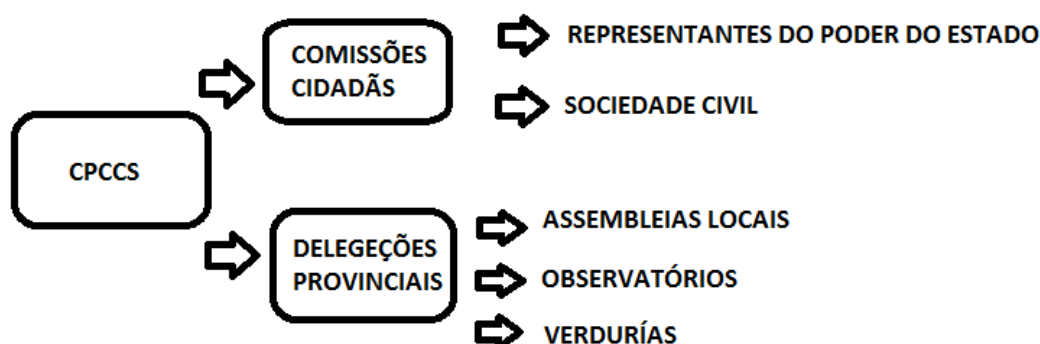 CPCCS
COMISSÕES
CIDADÃS
REPRESENTANTES DO PODER DO ESTADO
SOCIEDADE CIVIL
DELEGEÇÕES
PROVINCIAIS
ASSEMBLEIAS LOCAIS
OBSERVATÓRIOS
VERDURÍAS